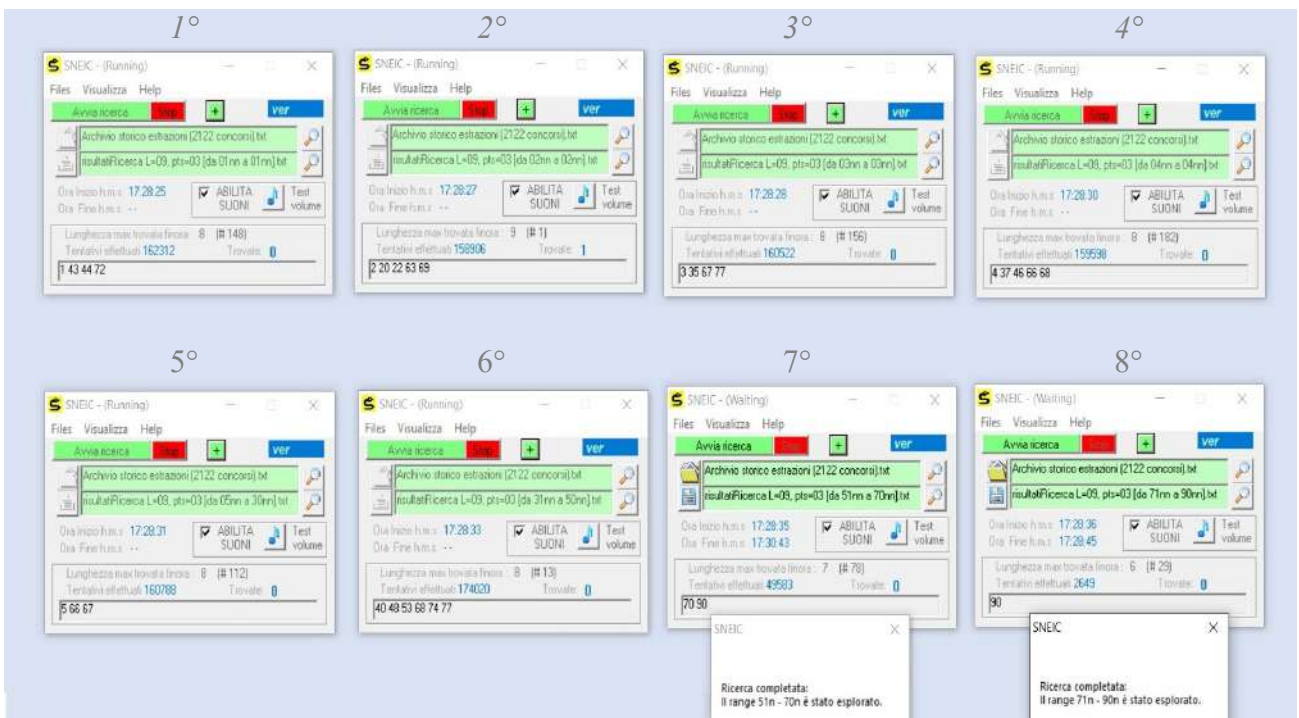 1° 2° 3° 4°
SNEIC - (Running)
Files Visualizza Help
Avvia ricerca Stop + ver
Archivio storico estrazioni (2122 concorsi).txt
risultatiRicerca L=09, pts=03 [da 01nn a 01nn].txt
Ora Inizio h.m.s 17:28:25
ABILITA SUONI
Test volume
Ora Fine h.m.s --
Lunghezza max trovata finora : 8 (# 148)
Tentativi effettuati 162312 Trovate: 0
1 43 44 72
SNEIC - (Running)
Files Visualizza Help
Avvia ricerca Stop + ver
Archivio storico estrazioni (2122 concorsi).txt
risultatiRicerca L=09, pts=03 [da 02nn a 02nn].txt
Ora Inizio h.m.s 17:28:27
ABILITA SUONI
Test volume
Ora Fine h.m.s --
Lunghezza max trovata finora : 9 (# 1)
Tentativi effettuati 158906 Trovate: 1
2 20 22 63 69
SNEIC - (Running)
Files Visualizza Help
Avvia ricerca Stop + ver
Archivio storico estrazioni (2122 concorsi).txt
risultatiRicerca L=09, pts=03 [da 03nn a 03nn].txt
Ora Inizio h.m.s 17:28:28
ABILITA SUONI
Test volume
Ora Fine h.m.s --
Lunghezza max trovata finora : 8 (# 156)
Tentativi effettuati 160522 Trovate: 0
3 35 67 77
SNEIC - (Running)
Files Visualizza Help
Avvia ricerca Stop + ver
Archivio storico estrazioni (2122 concorsi).txt
risultatiRicerca L=09, pts=03 [da 04nn a 04nn].txt
Ora Inizio h.m.s 17:28:30
ABILITA SUONI
Test volume
Ora Fine h.m.s --
Lunghezza max trovata finora : 8 (# 182)
Tentativi effettuati 159598 Trovate: 0
4 37 46 66 68
5° 6° 7° 8°
SNEIC - (Running)
Files Visualizza Help
Avvia ricerca Stop + ver
Archivio storico estrazioni (2122 concorsi).txt
risultatiRicerca L=09, pts=03 [da 05nn a 30nn].txt
Ora Inizio h.m.s 17:28:31
ABILITA SUONI
Test volume
Ora Fine h.m.s --
Lunghezza max trovata finora : 8 (# 112)
Tentativi effettuati 160788 Trovate: 0
5 66 67
SNEIC - (Running)
Files Visualizza Help
Avvia ricerca Stop + ver
Archivio storico estrazioni (2122 concorsi).txt
risultatiRicerca L=09, pts=03 [da 31nn a 50nn].txt
Ora Inizio h.m.s 17:28:33
ABILITA SUONI
Test volume
Ora Fine h.m.s --
Lunghezza max trovata finora : 8 (# 13)
Tentativi effettuati 174020 Trovate: 0
40 48 53 68 74 77
SNEIC - (Waiting)
Files Visualizza Help
Avvia ricerca Stop + ver
Archivio storico estrazioni (2122 concorsi).txt
risultatiRicerca L=09, pts=03 [da 51nn a 70nn].txt
Ora Inizio h.m.s 17:28:35
ABILITA SUONI
Test volume
Ora Fine h.m.s 17:30:43
Lunghezza max trovata finora : 7 (# 78)
Tentativi effettuati 49583 Trovate: 0
70 90
SNEIC
Ricerca completata:
Il range 51n - 70n è stato esplorato.
SNEIC - (Waiting)
Files Visualizza Help
Avvia ricerca Stop + ver
Archivio storico estrazioni (2122 concorsi).txt
risultatiRicerca L=09, pts=03 [da 71nn a 90nn].txt
Ora Inizio h.m.s 17:28:36
ABILITA SUONI
Test volume
Ora Fine h.m.s 17:28:45
Lunghezza max trovata finora : 6 (# 29)
Tentativi effettuati 2649 Trovate: 0
90
SNEIC
Ricerca completata:
Il range 71n - 90n è stato esplorato.